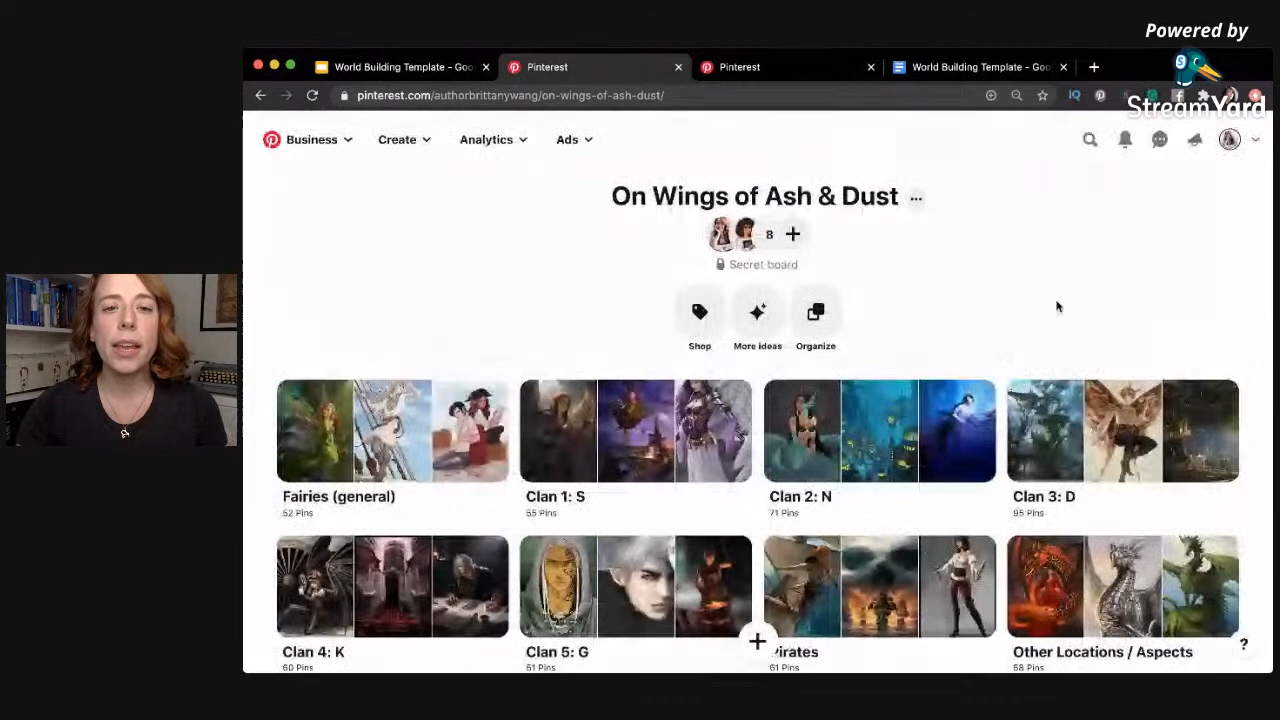 Powered by
StreamYard
World Building Template - Goo
Pinterest
Pinterest
World Building Template - Goo
pinterest.com/authorbrittanywang/on-wings-of-ash-dust/
Business
Create
Analytics
Ads
On Wings of Ash & Dust
8
Secret board
Shop
More ideas
Organize
Fairies (general)
52 Pins
Clan 1: S
55 Pins
Clan 2: N
71 Pins
Clan 3: D
95 Pins
Clan 4: K
60 Pins
Clan 5: G
61 Pins
Pirates
61 Pins
Other Locations / Aspects
58 Pins
?